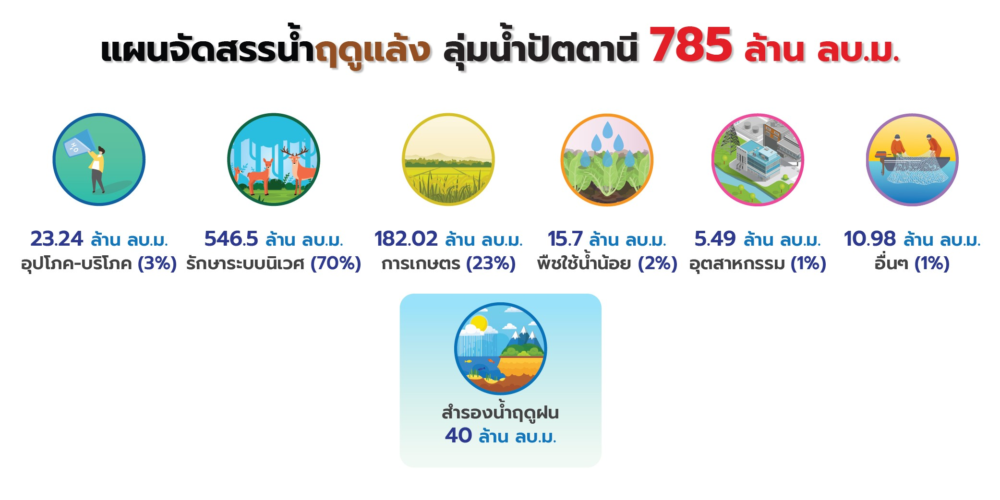 แผนจัดสรรน้ำฤดูแล้ง ลุ่มน้ำปัตตานี 785 ล้าน ลบ.ม.
H₂O
23.24 ล้าน ลบ.ม.
อุปโภค-บริโภค (3%)
546.5 ล้าน ลบ.ม.
รักษาระบบนิเวศ (70%)
182.02 ล้าน ลบ.ม.
การเกษตร (23%)
15.7 ล้าน ลบ.ม.
พืชใช้น้ำน้อย (2%)
5.49 ล้าน ลบ.ม.
อุตสาหกรรม (1%)
10.98 ล้าน ลบ.ม.
อื่นๆ (1%)
สำรองน้ำฤดูฝน
40 ล้าน ลบ.ม.